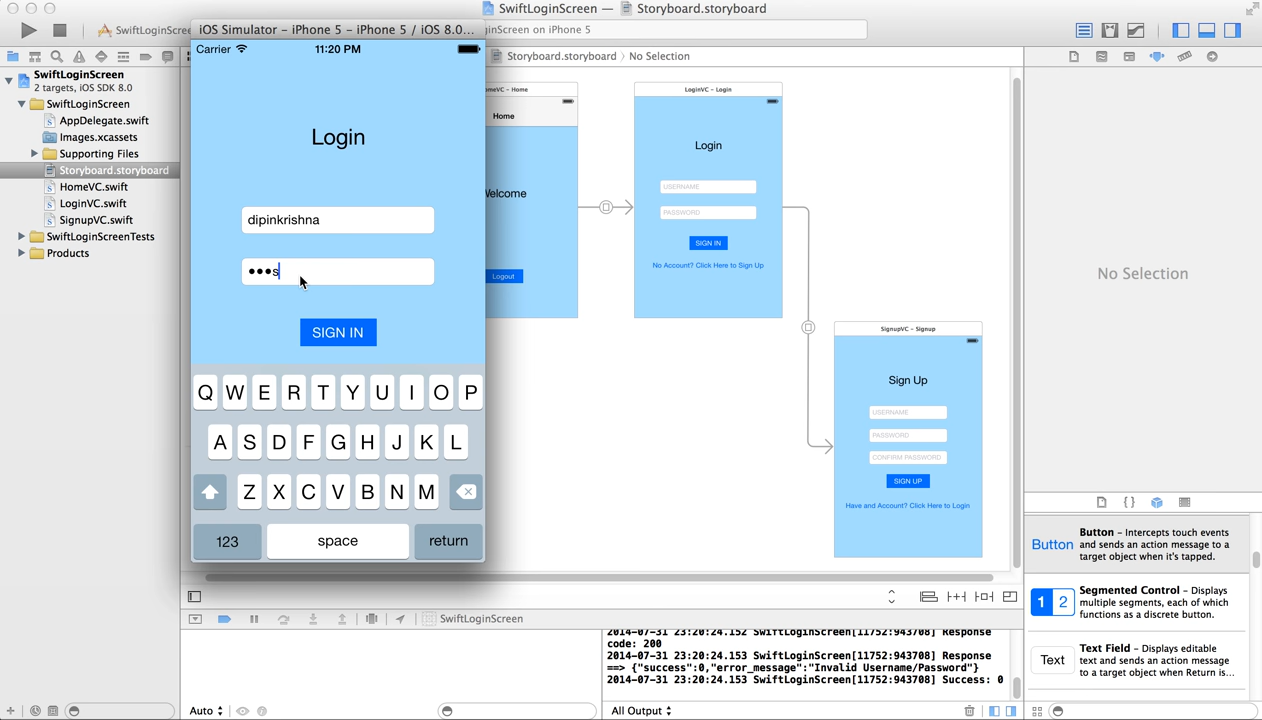 SwiftLoginScreen — Storyboard.storyboard
SwiftLoginScreen
iOS Simulator – iPhone 5 – iPhone 5 / iOS 8.0...
on iPhone 5
Storyboard.storyboard 〉 No Selection
SwiftLoginScreen
2 targets, iOS SDK 8.0
SwiftLoginScreen
AppDelegate.swift
Images.xcassets
Supporting Files
Storyboard.storyboard
HomeVC.swift
LoginVC.swift
SignupVC.swift
SwiftLoginScreenTests
Products
Carrier 11:20 PM
Login
dipinkrishna
●●●s
SIGN IN
Q W E R T Y U I O P
A S D F G H J K L
Z X C V B N M
123 space return
– Home
Home
Welcome
Logout
LoginVC – Login
Login
USERNAME
PASSWORD
SIGN IN
No Account? Click Here to Sign Up
SignupVC – Signup
Sign Up
USERNAME
PASSWORD
CONFIRM PASSWORD
SIGN UP
Have and Account? Click Here to Login
No Selection
{ }
Button Button – Intercepts touch events
and sends an action message to a
target object when it's tapped.
1 2 Segmented Control – Displays
multiple segments, each of which
functions as a discrete button.
Text Text Field – Displays editable
text and sends an action message
to a target object when Return is...
SwiftLoginScreen
2014-07-31 23:20:24.152 SwiftLoginScreen[11752:943708] Response
code: 200
2014-07-31 23:20:24.153 SwiftLoginScreen[11752:943708] Response
==> {"success":0,"error_message":"Invalid Username/Password"}
2014-07-31 23:20:24.153 SwiftLoginScreen[11752:943708] Success: 0
Auto
All Output